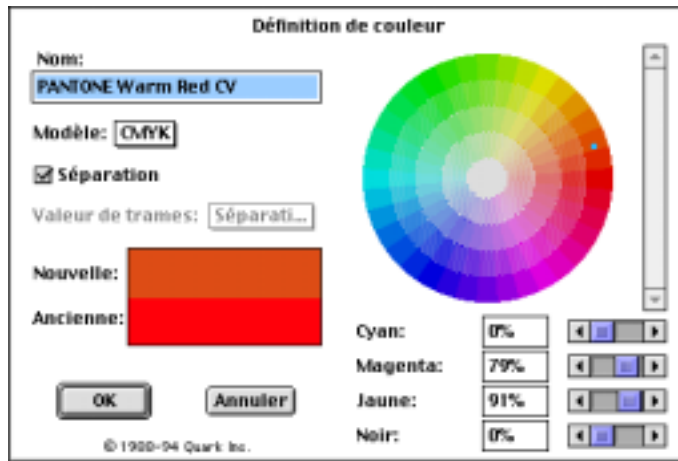 Définition de couleur
Nom:
PANTONE Warm Red CV
Modèle: CMYK
Séparation
Valeur de trames: Séparati...
Nouvelle:
Ancienne:
OK
Annuler
Cyan: 0%
Magenta: 79%
Jaune: 91%
Noir: 0%
© 1988-94 Quark Inc.